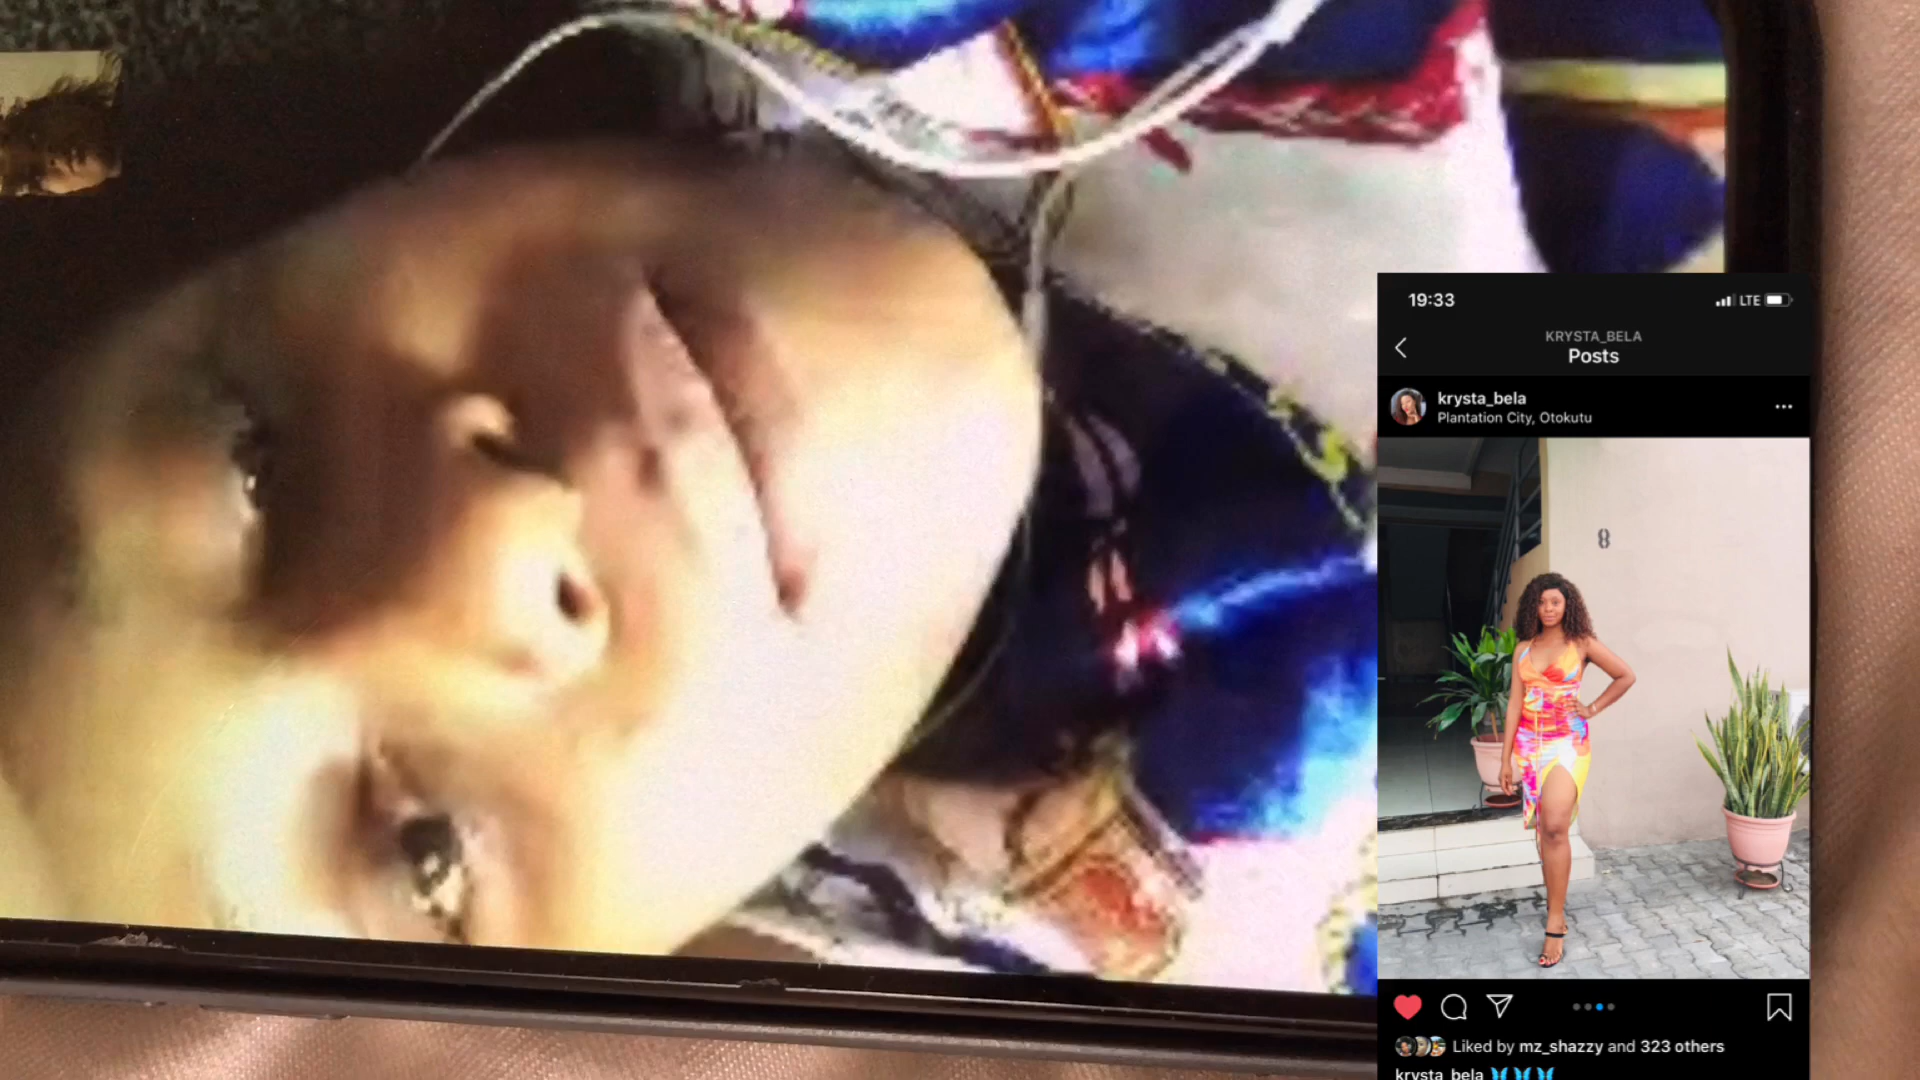 19:33
LTE
KRYSTA_BELA
Posts
krysta_bela
Plantation City, Otokutu
8
Liked by mz_shazzy and 323 others
krysta_bela